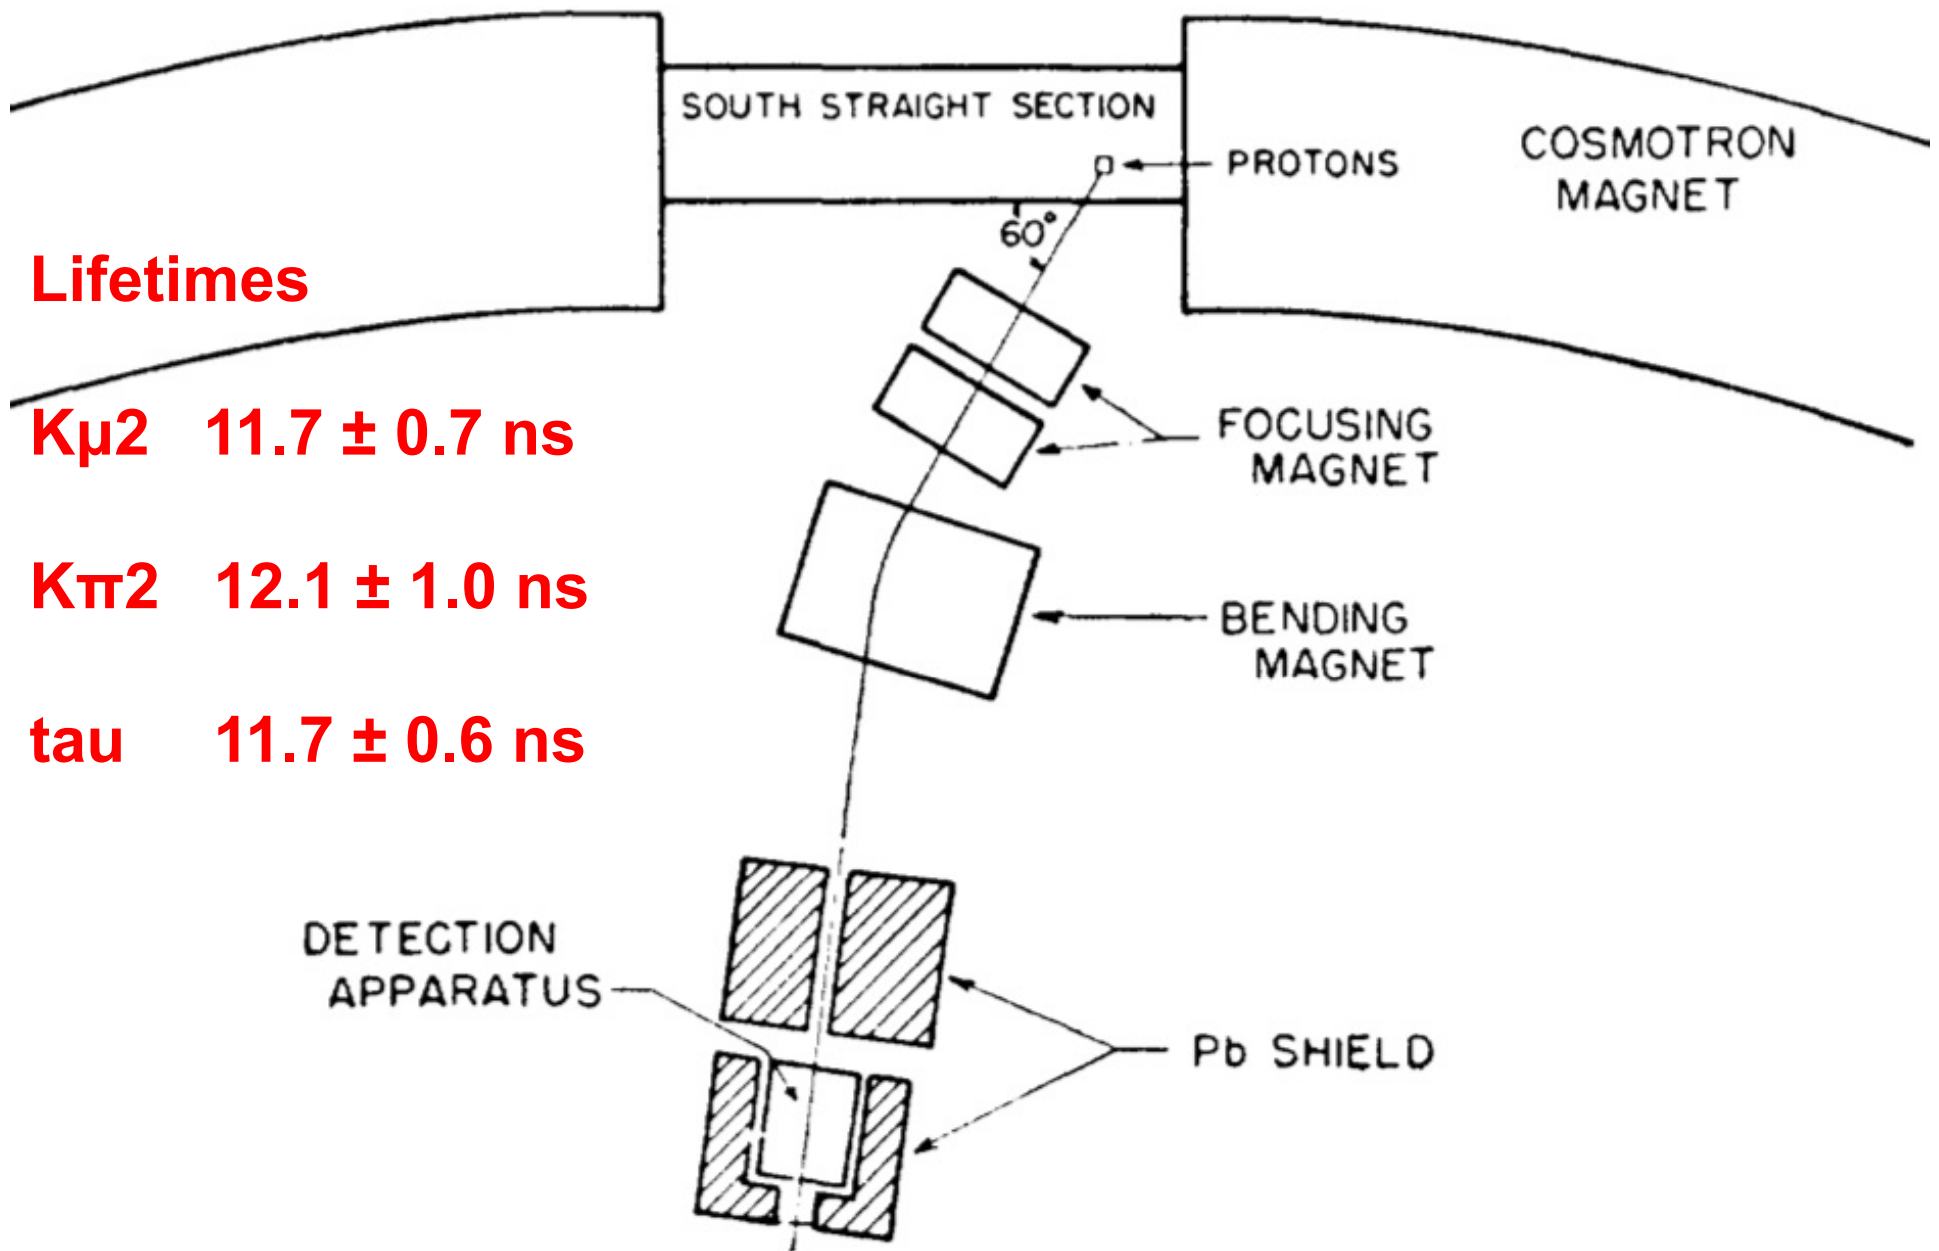 SOUTH STRAIGHT SECTION
PROTONS
COSMOTRON
MAGNET
60°
Lifetimes
Kμ2 11.7 ± 0.7 ns
FOCUSING
MAGNET
Kπ2 12.1 ± 1.0 ns
BENDING
MAGNET
tau 11.7 ± 0.6 ns
DETECTION
APPARATUS
Pb SHIELD